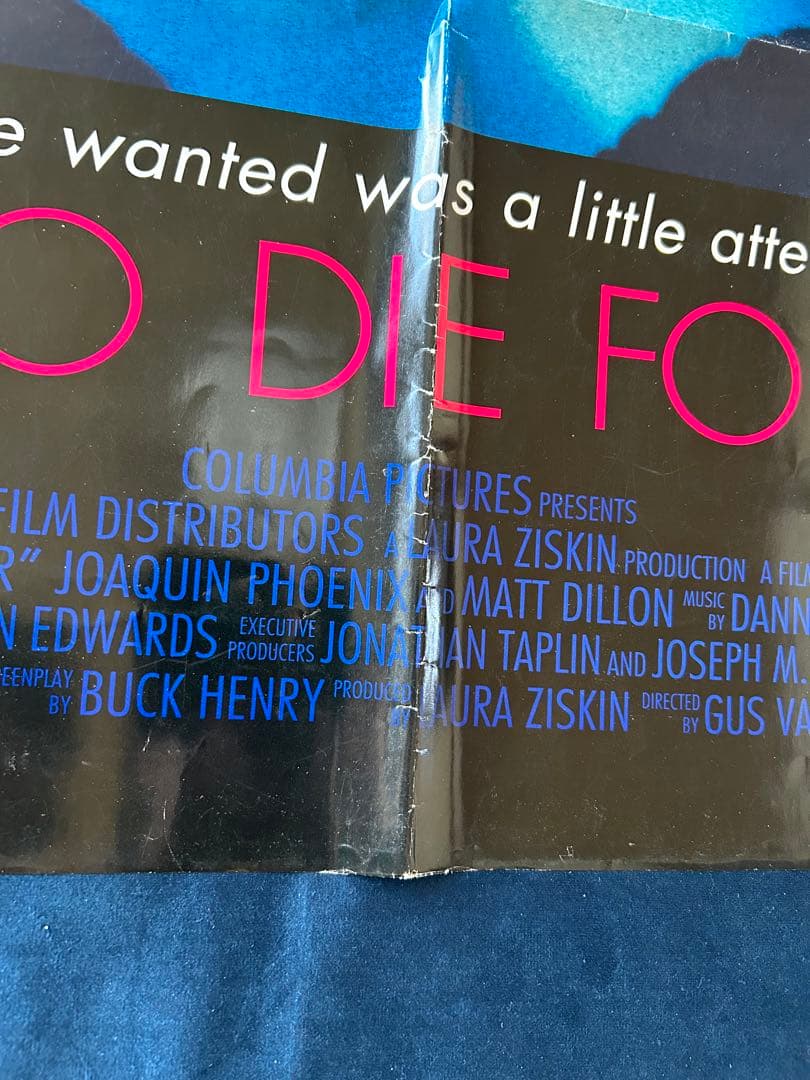 e wanted was a little atte
O DIE FO
COLUMBIA PICTURES PRESENTS
FILM DISTRIBUTORS A LAURA ZISKIN PRODUCTION A FILM
R” JOAQUIN PHOENIX AND MATT DILLON MUSIC BY DANN
N EDWARDS EXECUTIVE PRODUCERS JONATHAN TAPLIN AND JOSEPH M.
EENPLAY BY BUCK HENRY PRODUCED BY LAURA ZISKIN DIRECTED BY GUS VA